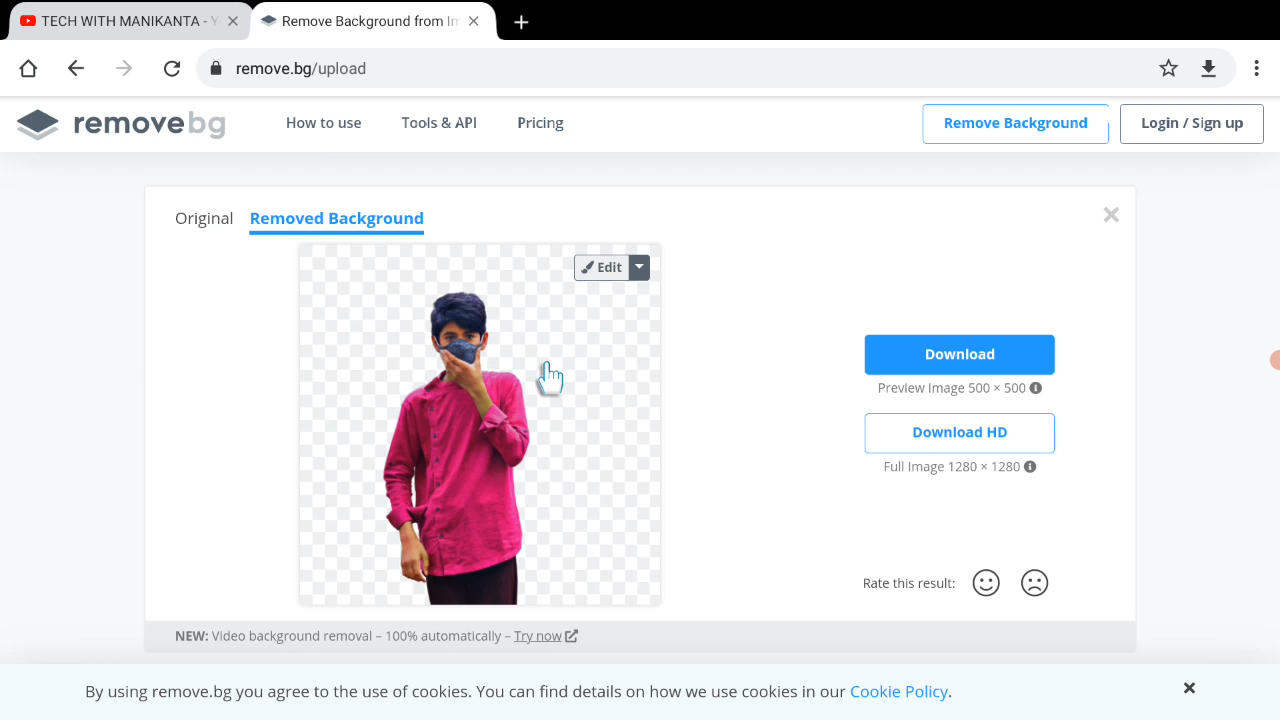 TECH WITH MANIKANTA - Y
Remove Background from Im
remove.bg/upload
removebg
How to use
Tools & API
Pricing
Remove Background
Login / Sign up
Original
Removed Background
Edit
Download
Preview Image 500 × 500
Download HD
Full Image 1280 × 1280
Rate this result:
NEW: Video background removal – 100% automatically – Try now
By using remove.bg you agree to the use of cookies. You can find details on how we use cookies in our Cookie Policy.